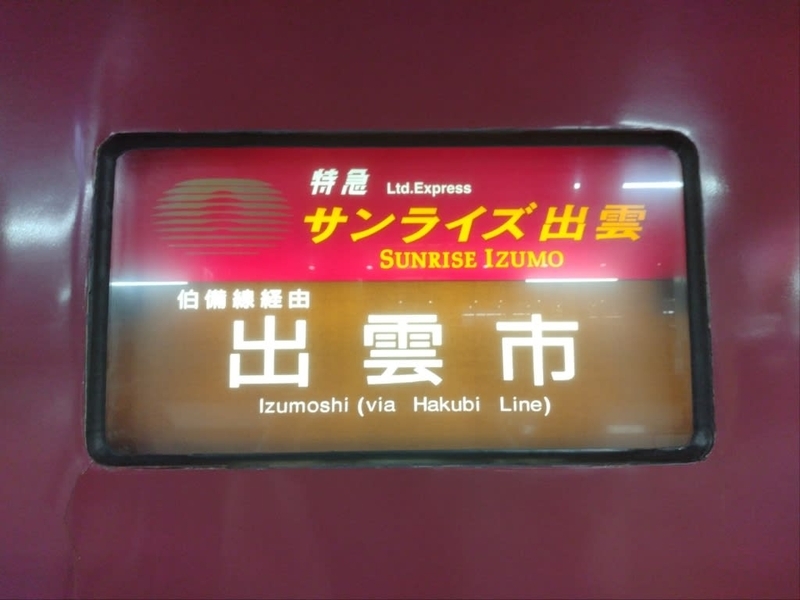 特急 Ltd.Express
サンライズ出雲
SUNRISE IZUMO
伯備線経由
出雲市
Izumoshi (via Hakubi Line)